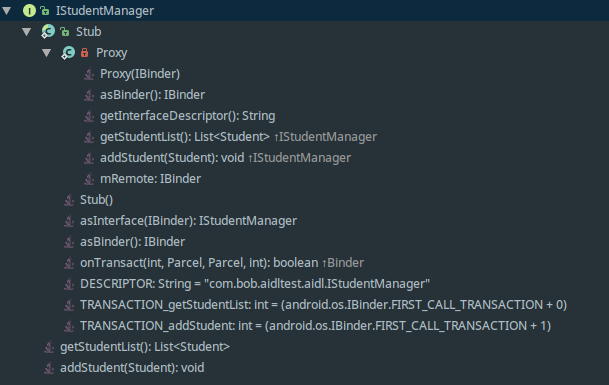 IStudentManager
Stub
Proxy
Proxy(IBinder)
asBinder(): IBinder
getInterfaceDescriptor(): String
getStudentList(): List<Student> ↑IStudentManager
addStudent(Student): void ↑IStudentManager
mRemote: IBinder
Stub()
asInterface(IBinder): IStudentManager
asBinder(): IBinder
onTransact(int, Parcel, Parcel, int): boolean ↑Binder
DESCRIPTOR: String = "com.bob.aidltest.aidl.IStudentManager"
TRANSACTION_getStudentList: int = (android.os.IBinder.FIRST_CALL_TRANSACTION + 0)
TRANSACTION_addStudent: int = (android.os.IBinder.FIRST_CALL_TRANSACTION + 1)
getStudentList(): List<Student>
addStudent(Student): void